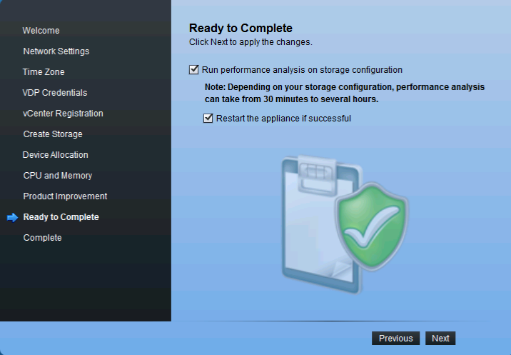 Welcome
Network Settings
Time Zone
VDP Credentials
vCenter Registration
Create Storage
Device Allocation
CPU and Memory
Product Improvement
Ready to Complete
Complete
Ready to Complete
Click Next to apply the changes.
Run performance analysis on storage configuration
Note: Depending on your storage configuration, performance analysis
can take from 30 minutes to several hours.
Restart the appliance if successful
Previous
Next